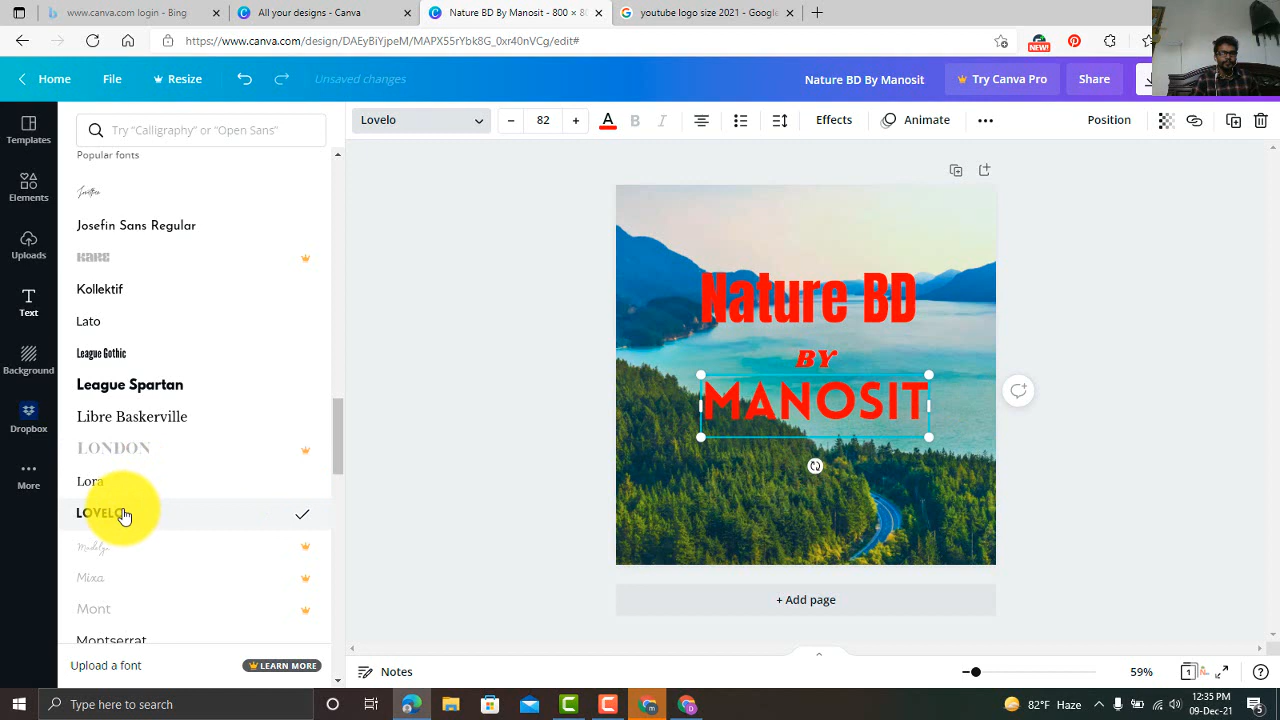 www.canva.com login - Bing
All your designs - Canva
Nature BD By Manosit - 800 × 80
youtube logo size 2021 - Google
https://www.canva.com/design/DAEyBiYjpeM/MAPX55rYbk8G_0xr40nVCg/edit#
NEW!
Home
File
Resize
Unsaved changes
Nature BD By Manosit
Try Canva Pro
Share
Templates
Elements
Uploads
Text
Background
Dropbox
More
Try "Calligraphy" or "Open Sans"
Popular fonts
Josefin Sans Regular
KARE
Kollektif
Lato
League Gothic
League Spartan
Libre Baskerville
LONDON
Lora
LOVELO
Mixa
Mont
Montserrat
Upload a font
LEARN MORE
Lovelo
82
A
B
I
Effects
Animate
Position
Nature BD
BY
MANOSIT
+ Add page
Notes
59%
1
Type here to search
82°F Haze
12:35 PM
09-Dec-21
5